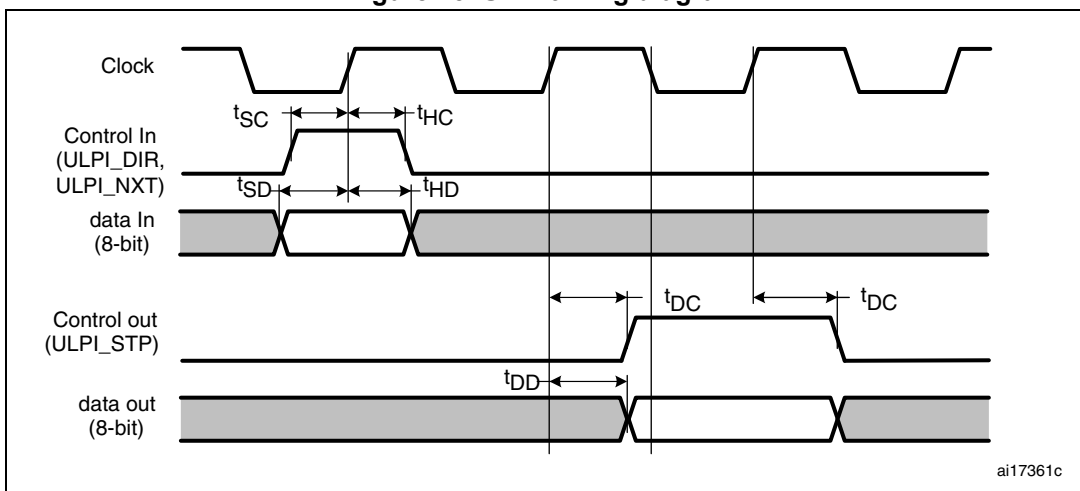 Clock
tSC
tHC
Control In
(ULPI_DIR,
ULPI_NXT)
tSD
tHD
data In
(8-bit)
tDC
tDC
Control out
(ULPI_STP)
tDD
data out
(8-bit)
ai17361c